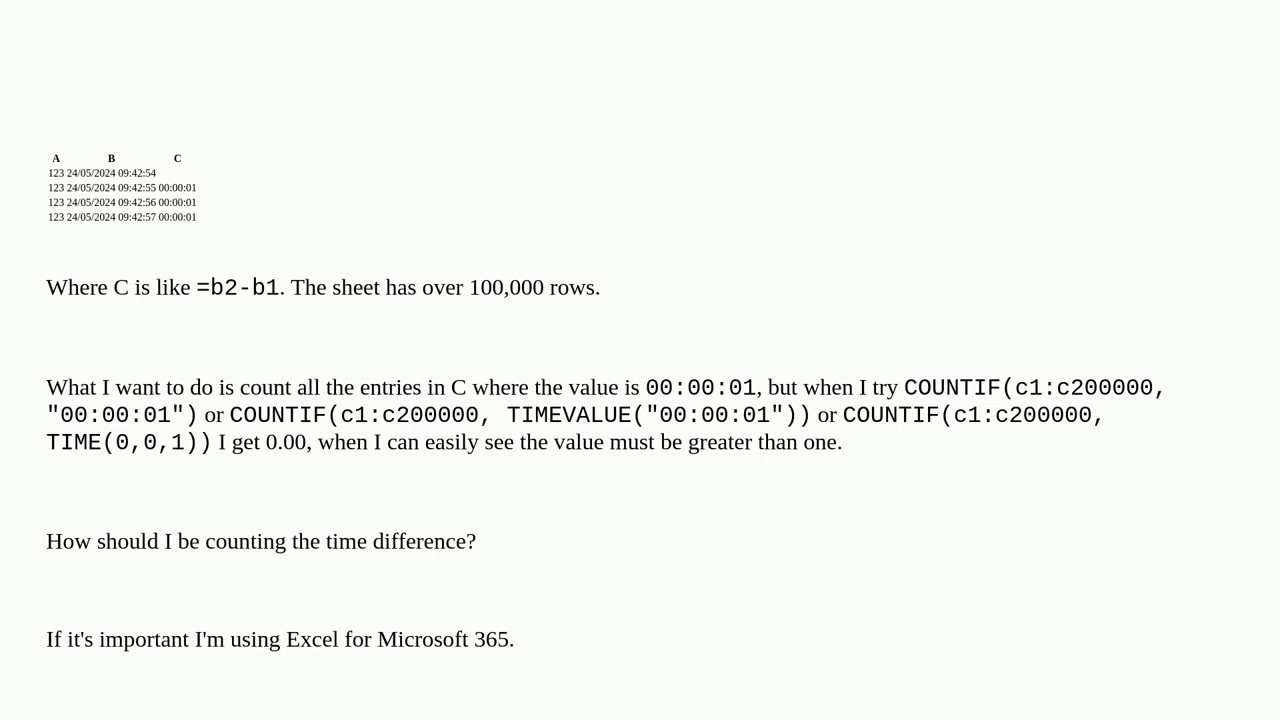 A B C
123 24/05/2024 09:42:54
123 24/05/2024 09:42:55 00:00:01
123 24/05/2024 09:42:56 00:00:01
123 24/05/2024 09:42:57 00:00:01
Where C is like =b2-b1. The sheet has over 100,000 rows.
What I want to do is count all the entries in C where the value is 00:00:01, but when I try COUNTIF(c1:c200000,
"00:00:01") or COUNTIF(c1:c200000, TIMEVALUE("00:00:01")) or COUNTIF(c1:c200000,
TIME(0,0,1)) I get 0.00, when I can easily see the value must be greater than one.
How should I be counting the time difference?
If it's important I'm using Excel for Microsoft 365.